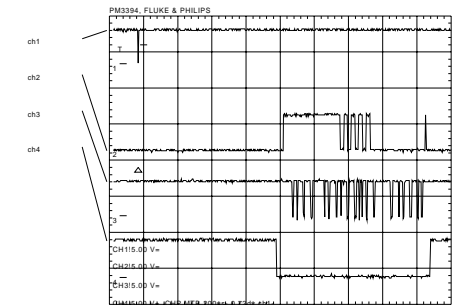 PM3394, FLUKE & PHILIPS
ch1
T
1
ch2
ch3
ch4
2
3
CH1!5.00 V=
CH2!5.00 V=
CH3!5.00 V=